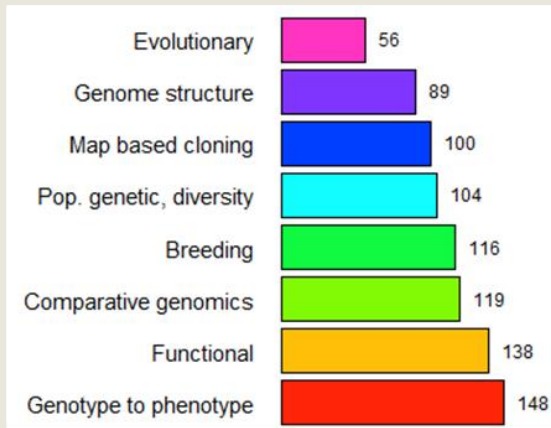 Evolutionary 56
Genome structure 89
Map based cloning 100
Pop. genetic, diversity 104
Breeding 116
Comparative genomics 119
Functional 138
Genotype to phenotype 148